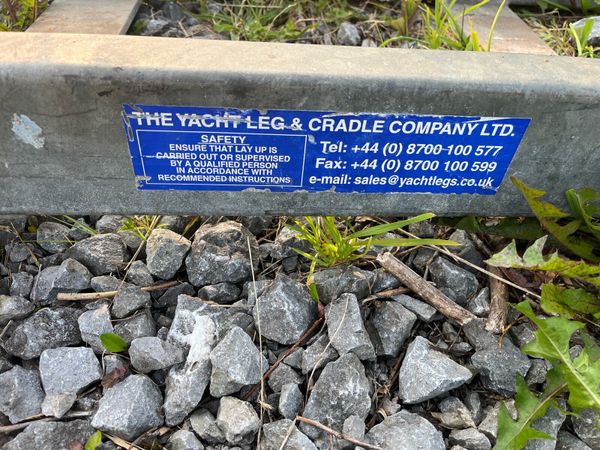 THE YACHT LEG & CRADLE COMPANY LTD.
SAFETY
ENSURE THAT LAY UP IS
CARRIED OUT OR SUPERVISED
BY A QUALIFIED PERSON
IN ACCORDANCE WITH
RECOMMENDED INSTRUCTIONS
Tel: +44 (0) 8700 100 577
Fax: +44 (0) 8700 100 599
e-mail: sales@yachtlegs.co.uk